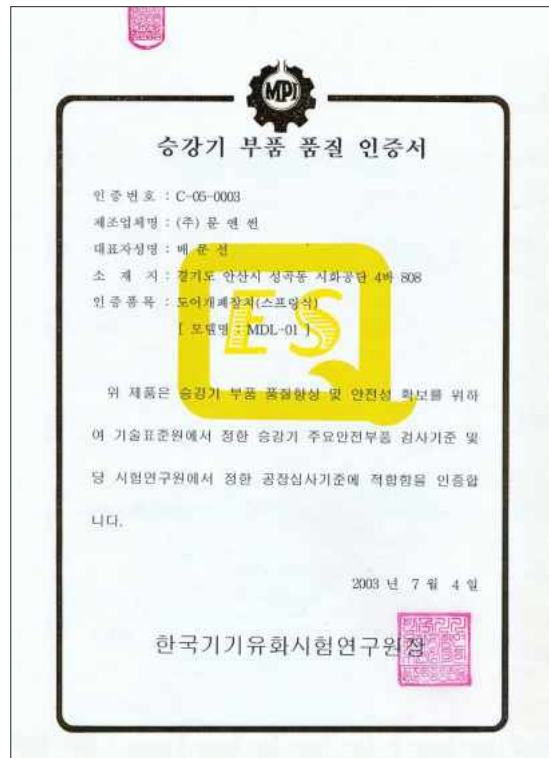 MPI
승강기 부품 품질 인증서
인 증 번 호 : C-05-0003
제조업체명 : (주) 문 엔 썬
대표자성명 : 배 문 선
소 재 지 : 경기도 안산시 성곡동 시화공단 4바 808
인 증 품 목 : 도어개폐장치(스프링식)
[ 모델명 : MDL-01 ]
ESQ
위 제품은 승강기 부품 품질향상 및 안전성 확보를 위하
여 기술표준원에서 정한 승강기 주요안전부품 검사기준 및
당 시험연구원에서 정한 공장심사기준에 적합함을 인증합
니다.
2003 년 7 월 4 일
한국기기유화시험연구원장